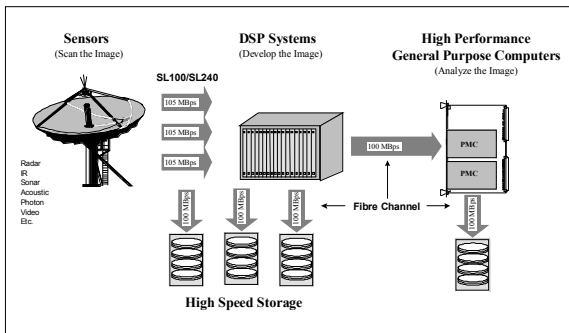 Sensors
(Scan the Image)
DSP Systems
(Develop the Image)
High Performance
General Purpose Computers
(Analyze the Image)
SL100/SL240
105 MBps
105 MBps
105 MBps
100 MBps
PMC
PMC
Radar
IR
Sonar
Acoustic
Photon
Video
Etc.
Fibre Channel
100 MBps
100 MBps
100 MBps
100 MBps
High Speed Storage